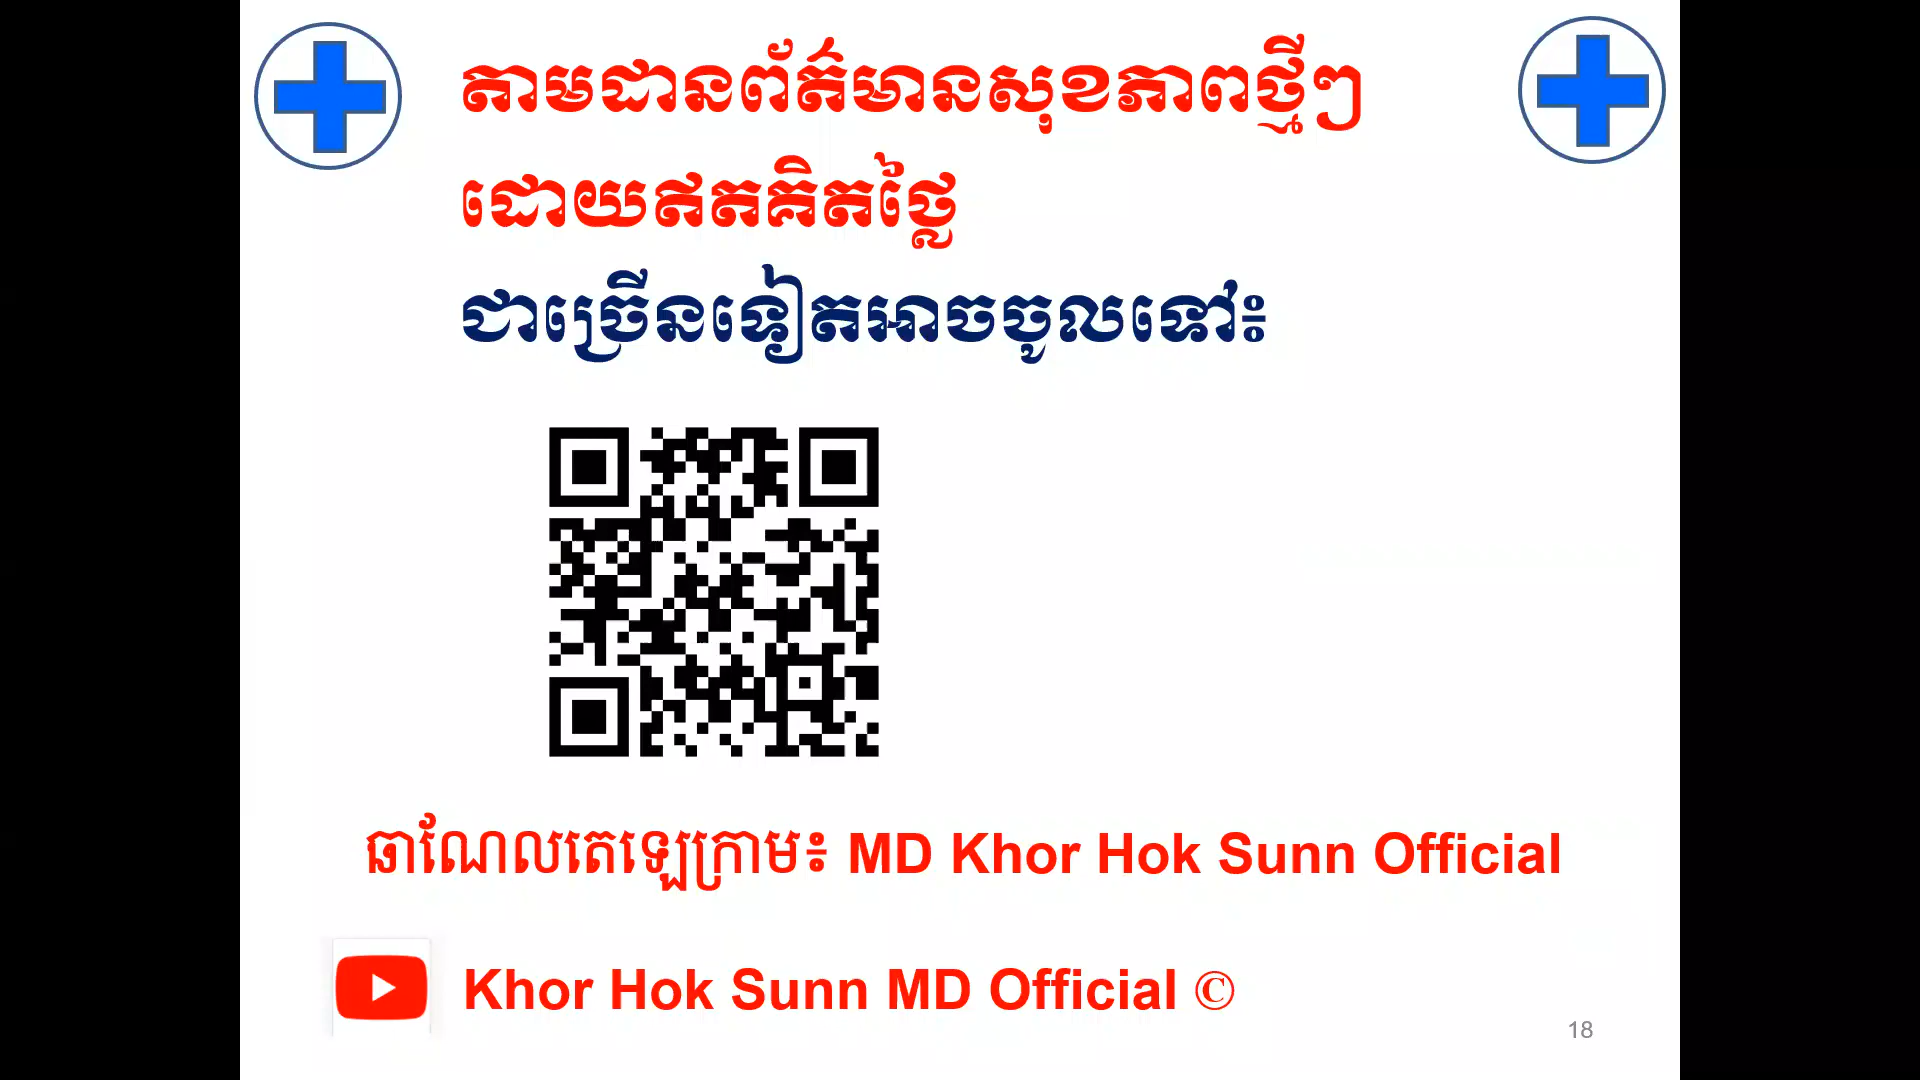 តាមដានព័ត៌មានសុខភាពថ្មីៗ
ដោយឥតគិតថ្លៃ
ជាច្រើនទៀតអាចចូលទៅ៖
ឆាណែលតេឡេក្រាម៖ MD Khor Hok Sunn Official
Khor Hok Sunn MD Official ©
18